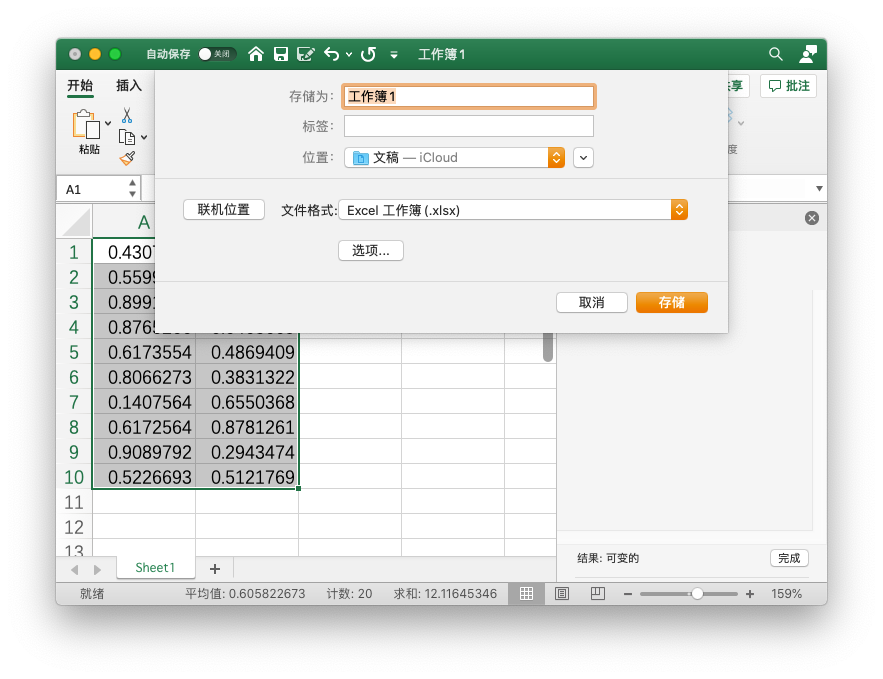 自动保存 关闭 工作簿1
开始 插入 享 批注
存储为: 工作簿1
标签:
位置: 文稿 — iCloud
粘贴 度
A1
联机位置 文件格式: Excel 工作簿 (.xlsx)
选项...
取消 存储
A
1 0.4307
2 0.5599
3 0.899
4 0.8765
5 0.6173554 0.4869409
6 0.8066273 0.3831322
7 0.1407564 0.6550368
8 0.6172564 0.8781261
9 0.9089792 0.2943474
10 0.5226693 0.5121769
11
12
13
结果: 可变的 完成
Sheet1 +
就绪 平均值: 0.605822673 计数: 20 求和: 12.11645346 159%